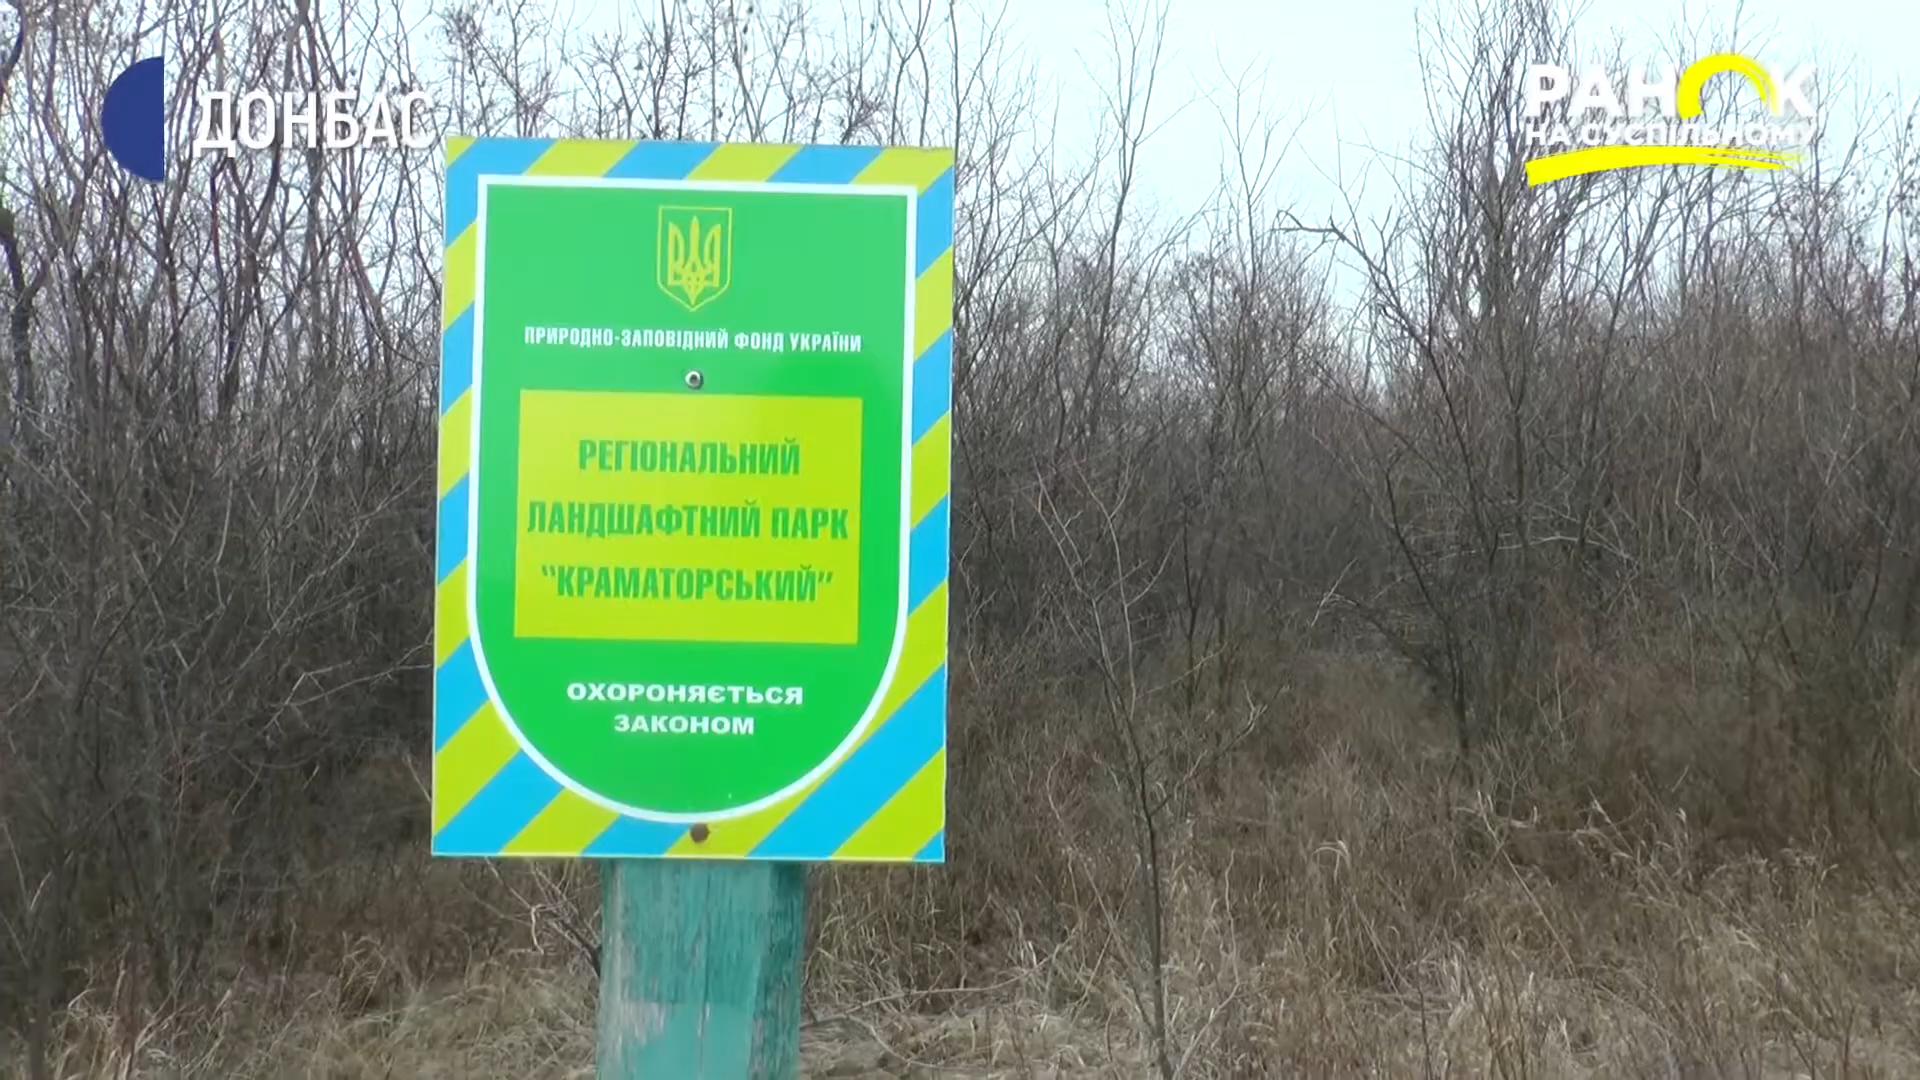 ДОНБАС
РАНОК
НА СУСПІЛЬНОМУ
ПРИРОДНО-ЗАПОВІДНИЙ ФОНД УКРАЇНИ
РЕГІОНАЛЬНИЙ
ЛАНДШАФТНИЙ ПАРК
"КРАМАТОРСЬКИЙ"
ОХОРОНЯЄТЬСЯ
ЗАКОНОМ